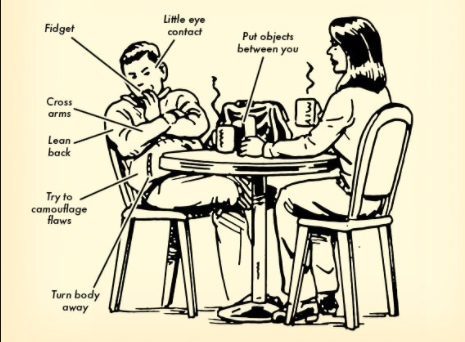 Fidget
Little eye
contact
Put objects
between you
Cross
arms
Lean
back
Try to
camouflage
flaws
Turn body
away